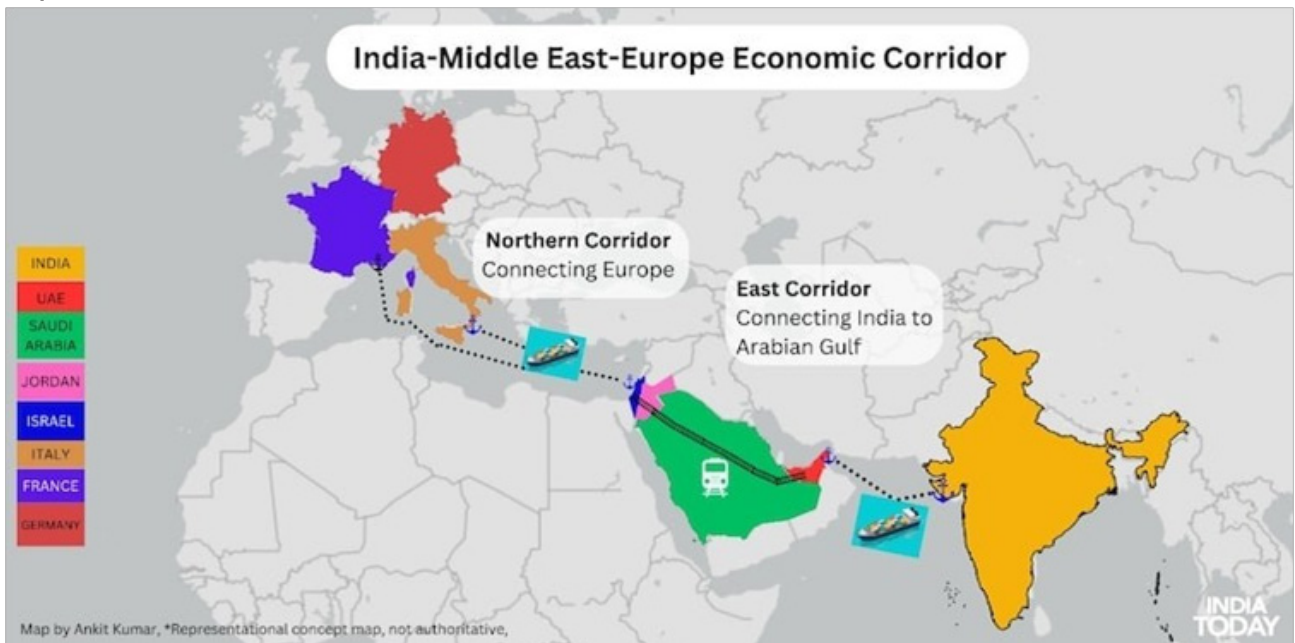 India-Middle East-Europe Economic Corridor
Northern Corridor
Connecting Europe
East Corridor
Connecting India to
Arabian Gulf
INDIA
UAE
SAUDI
ARABIA
JORDAN
ISRAEL
ITALY
FRANCE
GERMANY
Map by Ankit Kumar, *Representational concept map, not authoritative,
INDIA
TODAY